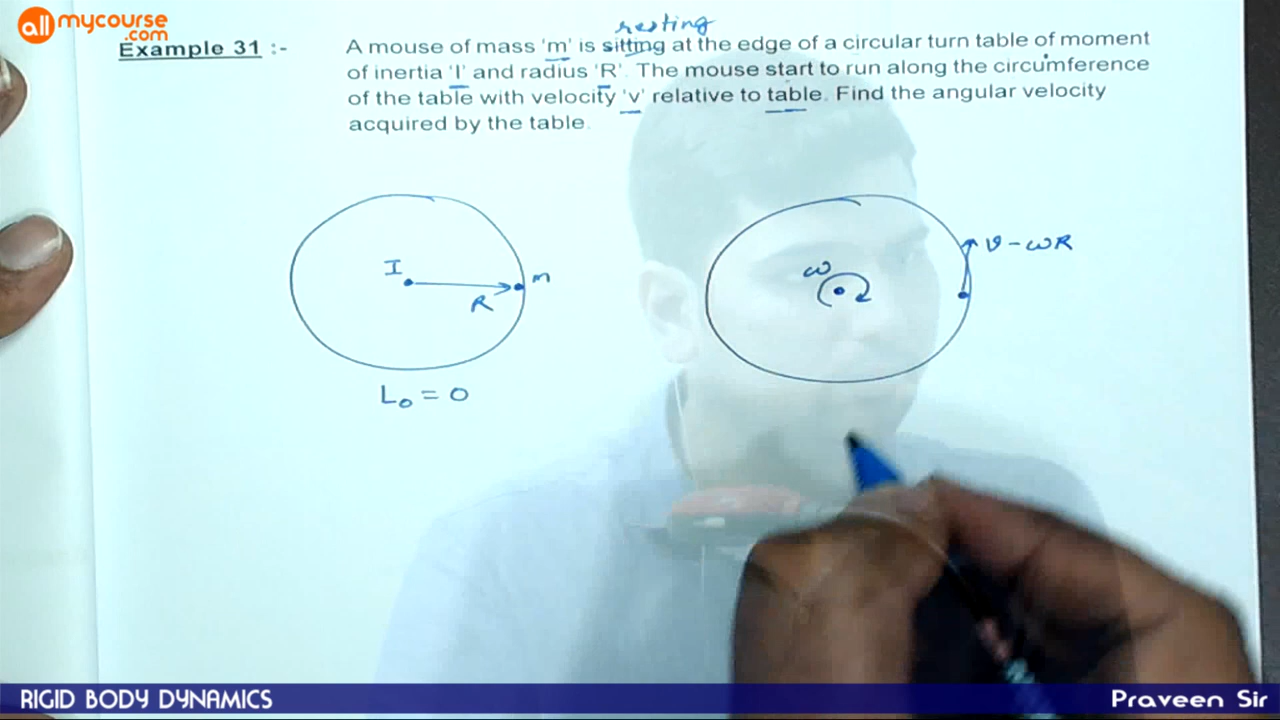 all mycourse .com
resting
Example 31 :-
A mouse of mass 'm' is sitting at the edge of a circular turn table of moment
of inertia 'I' and radius 'R'. The mouse start to run along the circumference
of the table with velocity 'v' relative to table. Find the angular velocity
acquired by the table.
I
R
m
L₀ = 0
ω
v - ωR
RIGID BODY DYNAMICS
Praveen Sir